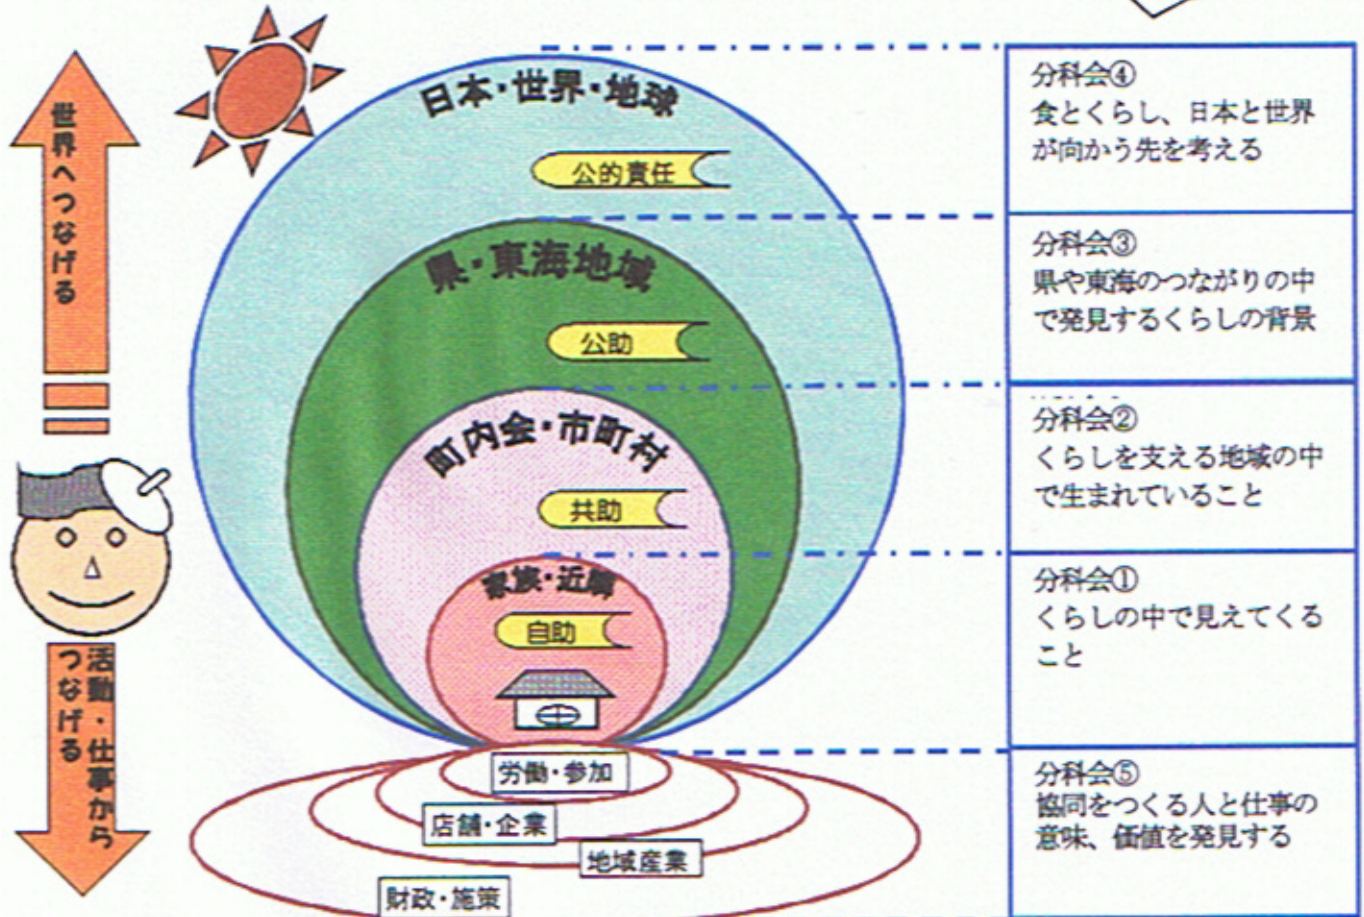 世界へつなげる
活動・仕事から
つなげる
日本・世界・地球
公的責任
県・東海地域
公助
町内会・市町村
共助
家族・近隣
自助
労働・参加
店舗・企業
地域産業
財政・施策
分科会④
食とくらし、日本と世界
が向かう先を考える
分科会③
県や東海のつながりの中
で発見するくらしの背景
分科会②
くらしを支える地域の中
で生まれていること
分科会①
くらしの中で見えてくる
こと
分科会⑤
協同をつくる人と仕事の
意味、価値を発見する